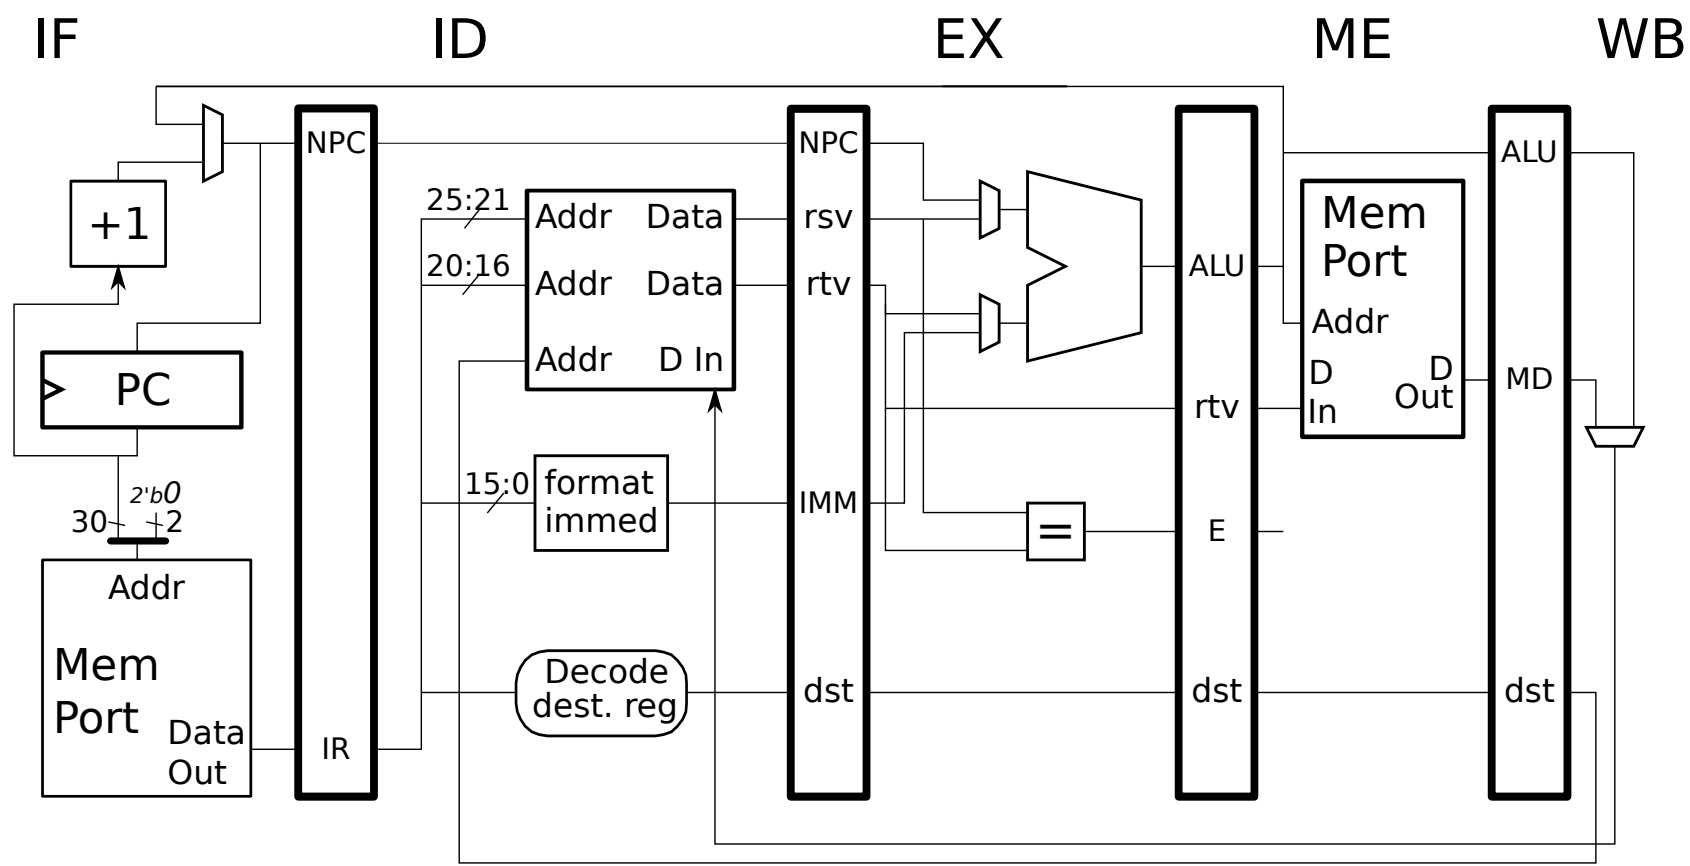 IF ID EX ME WB
NPC NPC ALU
+1
25:21 Addr Data rsv
20:16 Addr Data rtv
Addr D In
ALU
Mem
Port
Addr
D
In
D
Out
MD
PC
rtv
2'b0
30 2
15:0 format
immed
IMM
=
E
Addr
Mem
Port
Data
Out
IR
Decode
dest. reg
dst dst dst